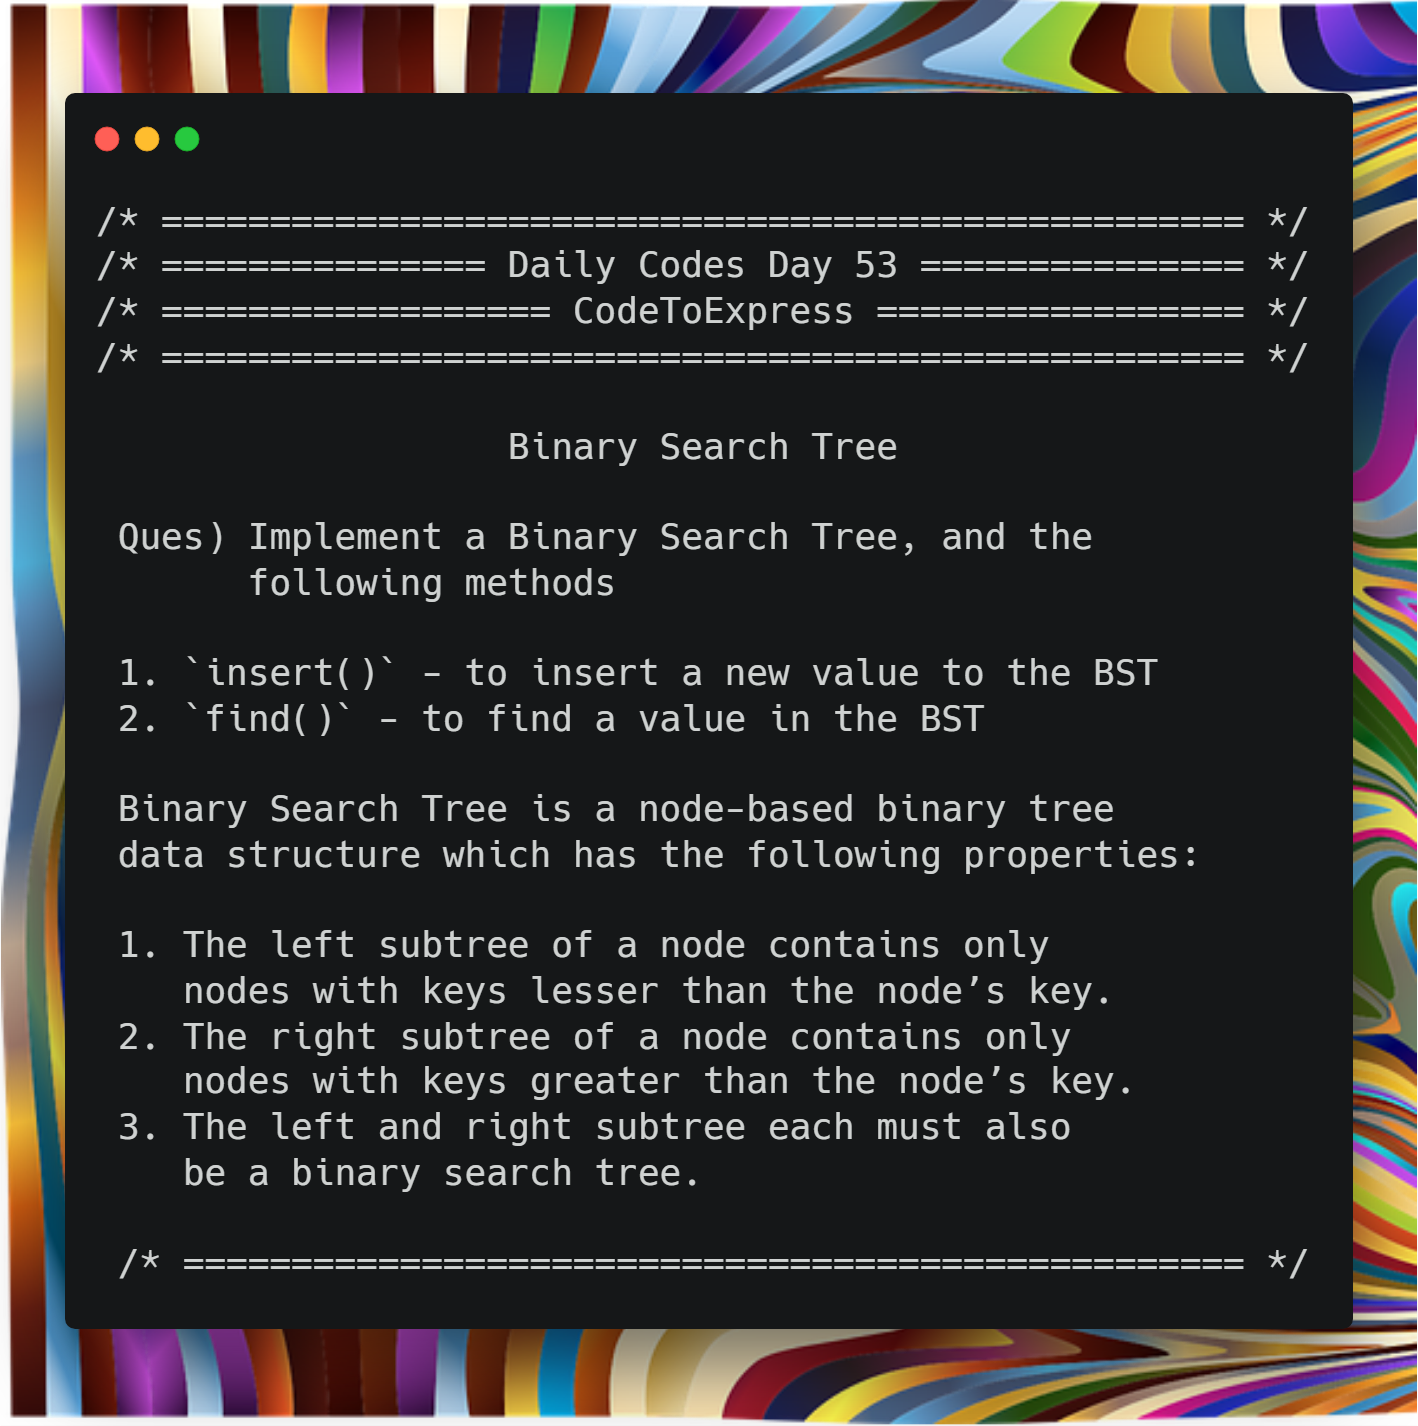 /* ================================================== */
/* =============== Daily Codes Day 53 =============== */
/* ================== CodeToExpress ================= */
/* ================================================== */
Binary Search Tree
Ques) Implement a Binary Search Tree, and the
following methods
1. `insert()` - to insert a new value to the BST
2. `find()` - to find a value in the BST
Binary Search Tree is a node-based binary tree
data structure which has the following properties:
1. The left subtree of a node contains only
nodes with keys lesser than the node’s key.
2. The right subtree of a node contains only
nodes with keys greater than the node’s key.
3. The left and right subtree each must also
be a binary search tree.
/* ================================================= */